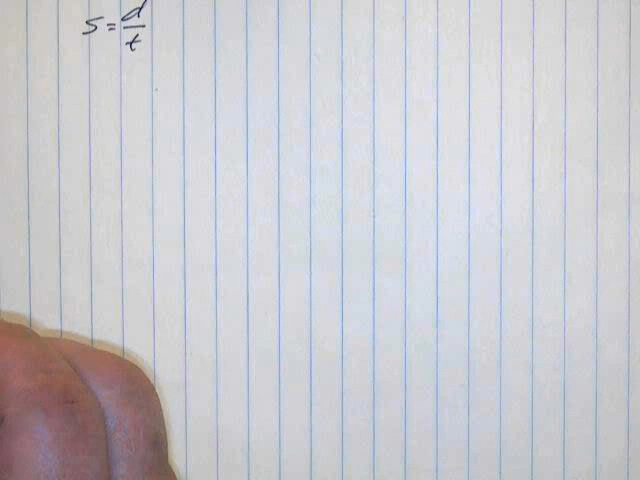 s = d/t